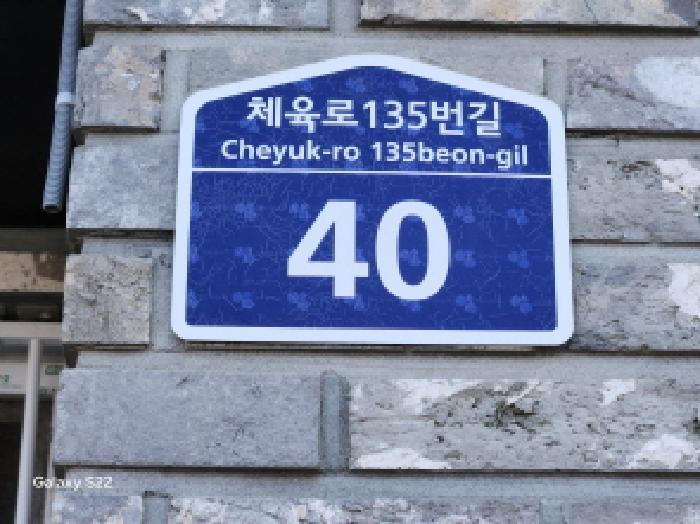 체육로135번길
Cheyuk-ro 135beon-gil
40
Galaxy S22